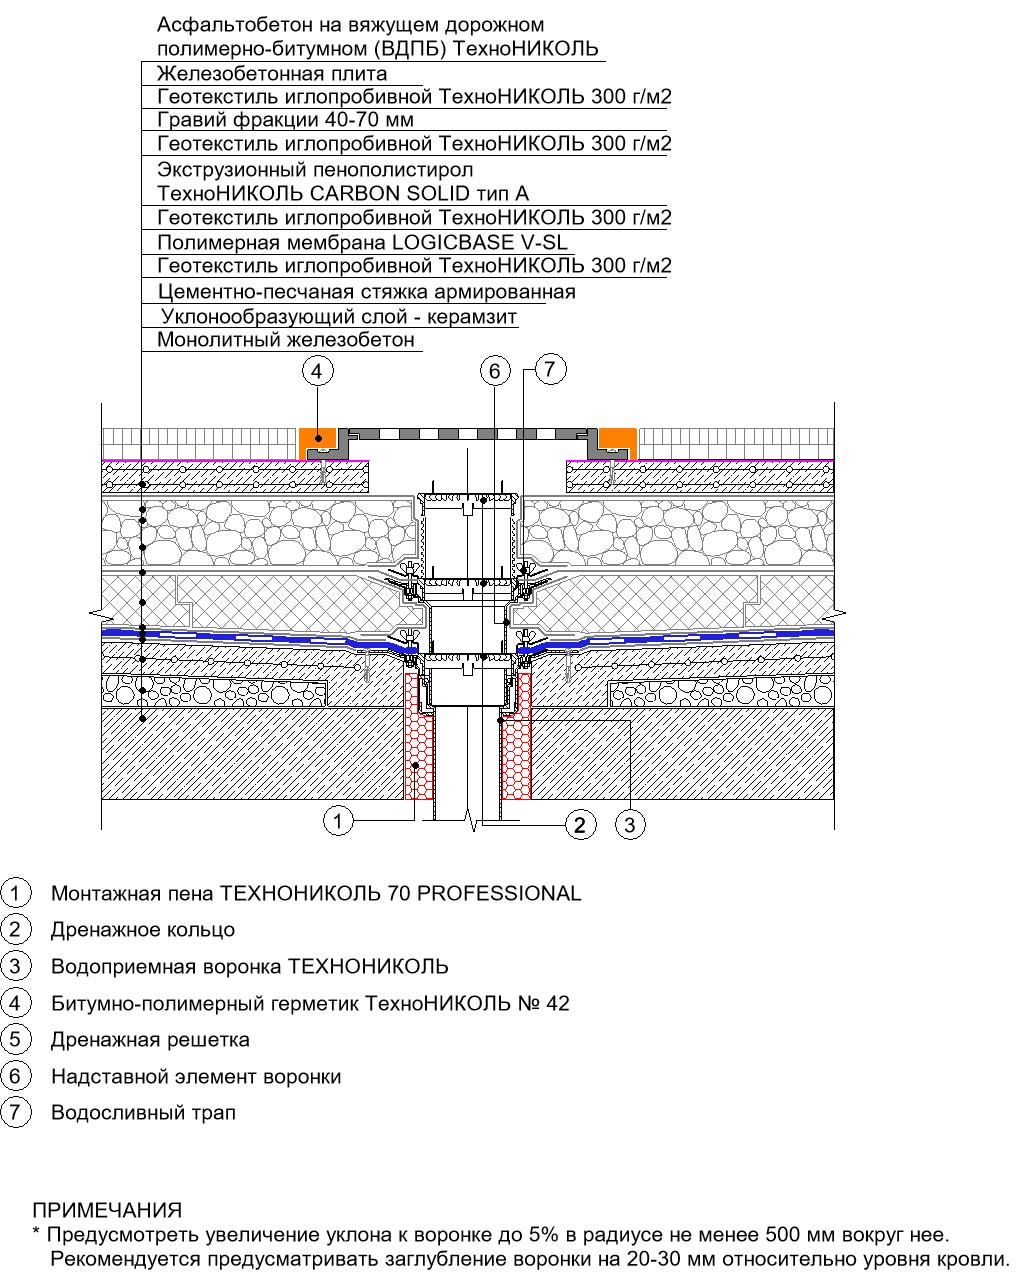 Асфальтобетон на вяжущем дорожном
полимерно-битумном (ВДПБ) ТехноНИКОЛЬ
Железобетонная плита
Геотекстиль иглопробивной ТехноНИКОЛЬ 300 г/м2
Гравий фракции 40-70 мм
Геотекстиль иглопробивной ТехноНИКОЛЬ 300 г/м2
Экструзионный пенополистирол
ТехноНИКОЛЬ CARBON SOLID тип А
Геотекстиль иглопробивной ТехноНИКОЛЬ 300 г/м2
Полимерная мембрана LOGICBASE V-SL
Геотекстиль иглопробивной ТехноНИКОЛЬ 300 г/м2
Цементно-песчаная стяжка армированная
Уклонообразующий слой - керамзит
Монолитный железобетон
4 6 7
1 2 3
1 Монтажная пена ТЕХНОНИКОЛЬ 70 PROFESSIONAL
2 Дренажное кольцо
3 Водоприемная воронка ТЕХНОНИКОЛЬ
4 Битумно-полимерный герметик ТехноНИКОЛЬ № 42
5 Дренажная решетка
6 Надставной элемент воронки
7 Водосливный трап
ПРИМЕЧАНИЯ
* Предусмотреть увеличение уклона к воронке до 5% в радиусе не менее 500 мм вокруг нее.
Рекомендуется предусматривать заглубление воронки на 20-30 мм относительно уровня кровли.